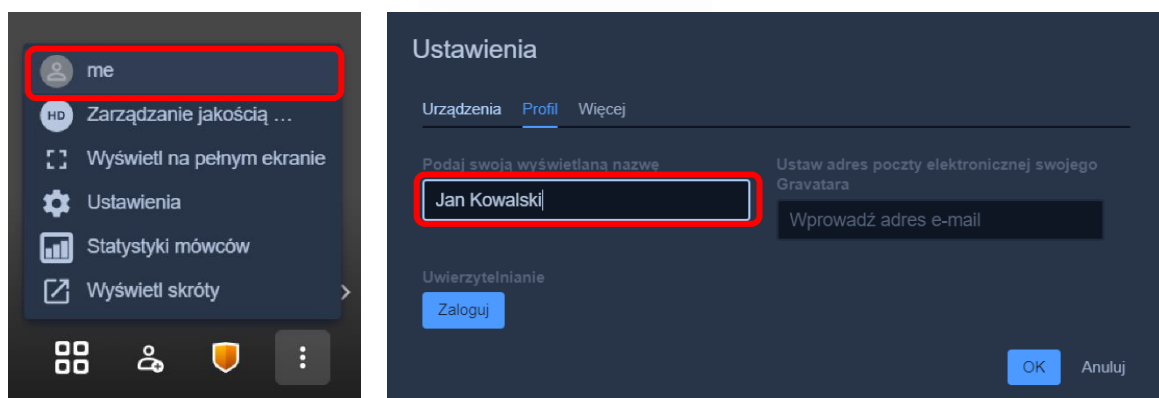 me
HD
Zarządzanie jakością ...
Wyświetl na pełnym ekranie
Ustawienia
Statystyki mówców
Wyświetl skróty
Ustawienia
Urządzenia Profil Więcej
Podaj swoją wyświetlaną nazwę
Jan Kowalski
Ustaw adres poczty elektronicznej swojego
Gravatara
Wprowadź adres e-mail
Uwierzytelnianie
Zaloguj
OK Anuluj